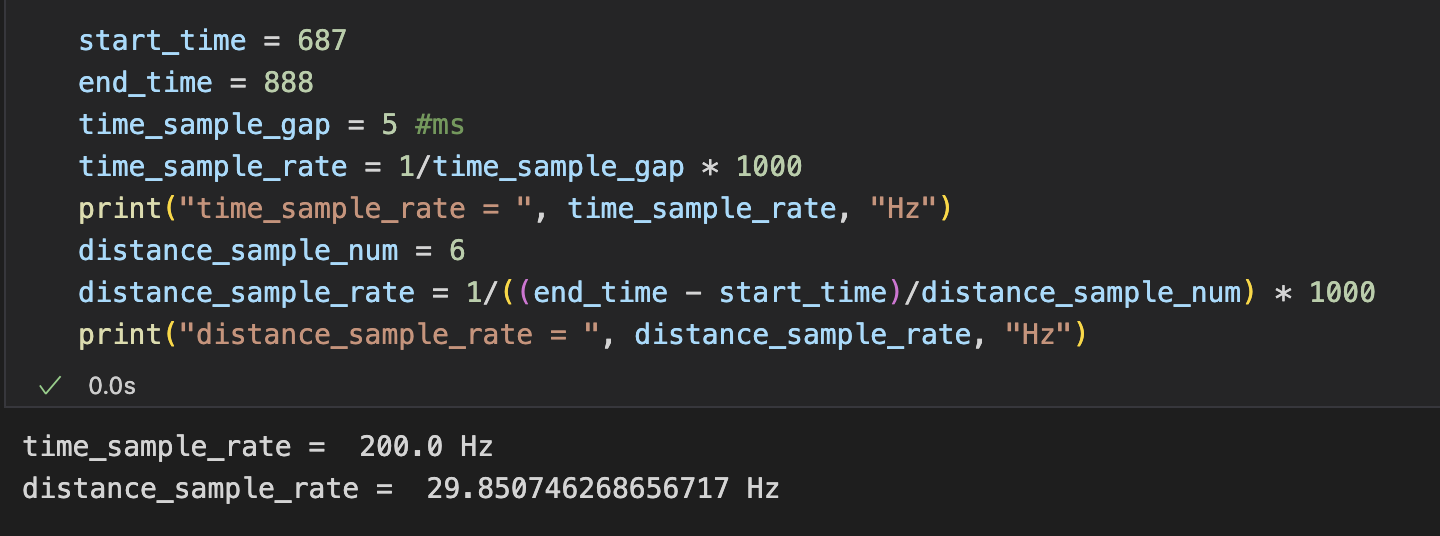 start_time = 687
end_time = 888
time_sample_gap = 5 #ms
time_sample_rate = 1/time_sample_gap * 1000
print("time_sample_rate = ", time_sample_rate, "Hz")
distance_sample_num = 6
distance_sample_rate = 1/((end_time - start_time)/distance_sample_num) * 1000
print("distance_sample_rate = ", distance_sample_rate, "Hz")
0.0s
time_sample_rate =  200.0 Hz
distance_sample_rate =  29.850746268656717 Hz